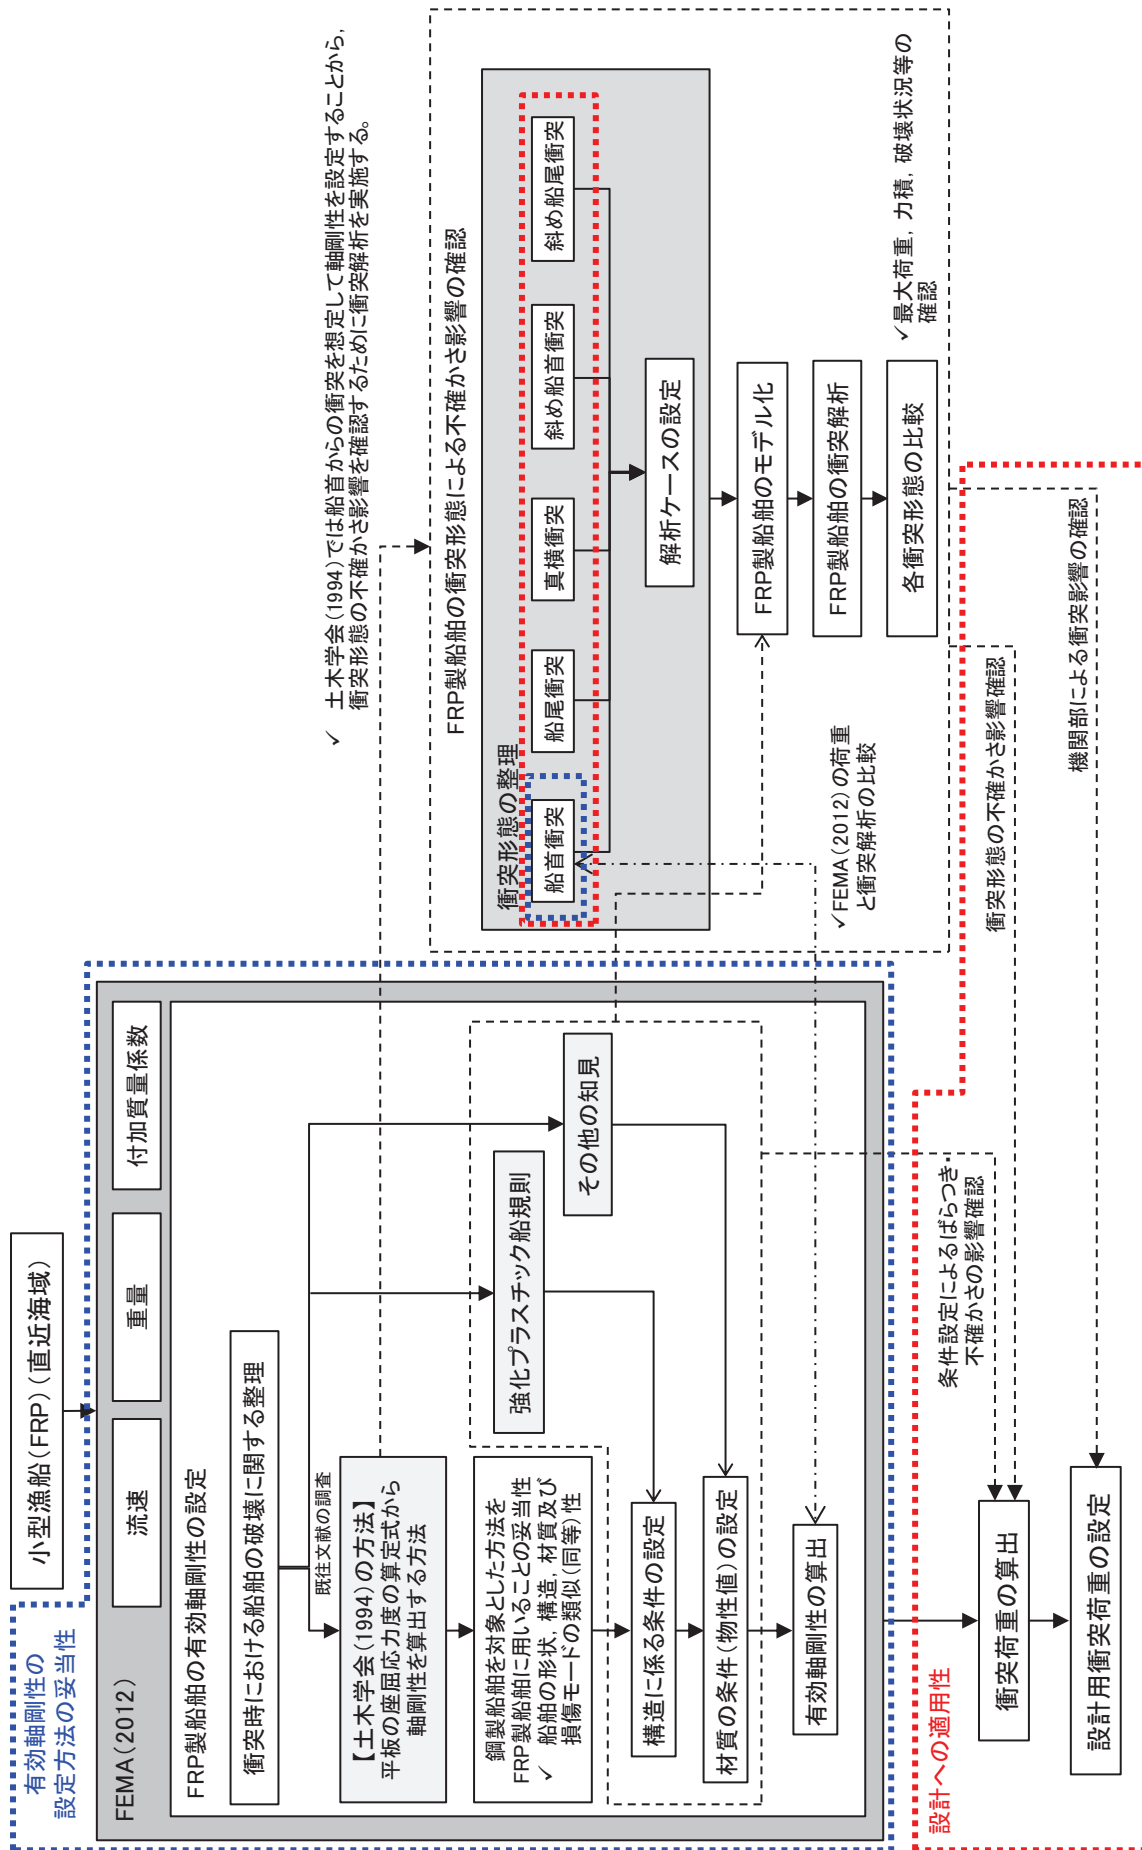 小型漁船(FRP)(直近海域)
有効軸剛性の
設定方法の妥当性
FEMA(2012)
流速
重量
付加質量係数
FRP製船舶の有効軸剛性の設定
衝突時における船舶の破壊に関する整理
既往文献の調査
【土木学会(1994)の方法】
平板の座屈応力度の算定式から
軸剛性を算出する方法
強化プラスチック船規則
その他の知見
鋼製船舶を対象とした方法を
FRP製船舶に用いることの妥当性
✓ 船舶の形状,構造,材質及び
損傷モードの類似(同等)性
構造に係る条件の設定
材質の条件(物性値)の設定
有効軸剛性の算出
✓ 土木学会(1994)では船首からの衝突を想定して軸剛性を設定することから,
衝突形態の不確かさ影響を確認するために衝突解析を実施する。
FRP製船舶の衝突形態による不確かさ影響の確認
衝突形態の整理
船首衝突
船尾衝突
真横衝突
斜め船首衝突
斜め船尾衝突
解析ケースの設定
FRP製船舶のモデル化
FRP製船舶の衝突解析
各衝突形態の比較
✓最大荷重,力積,破壊状況等の
確認
✓FEMA(2012)の荷重
と衝突解析の比較
設計への適用性
条件設定によるばらつき・
不確かさの影響確認
衝突形態の不確かさ影響確認
機関部による衝突影響の確認
衝突荷重の算出
設計用衝突荷重の設定